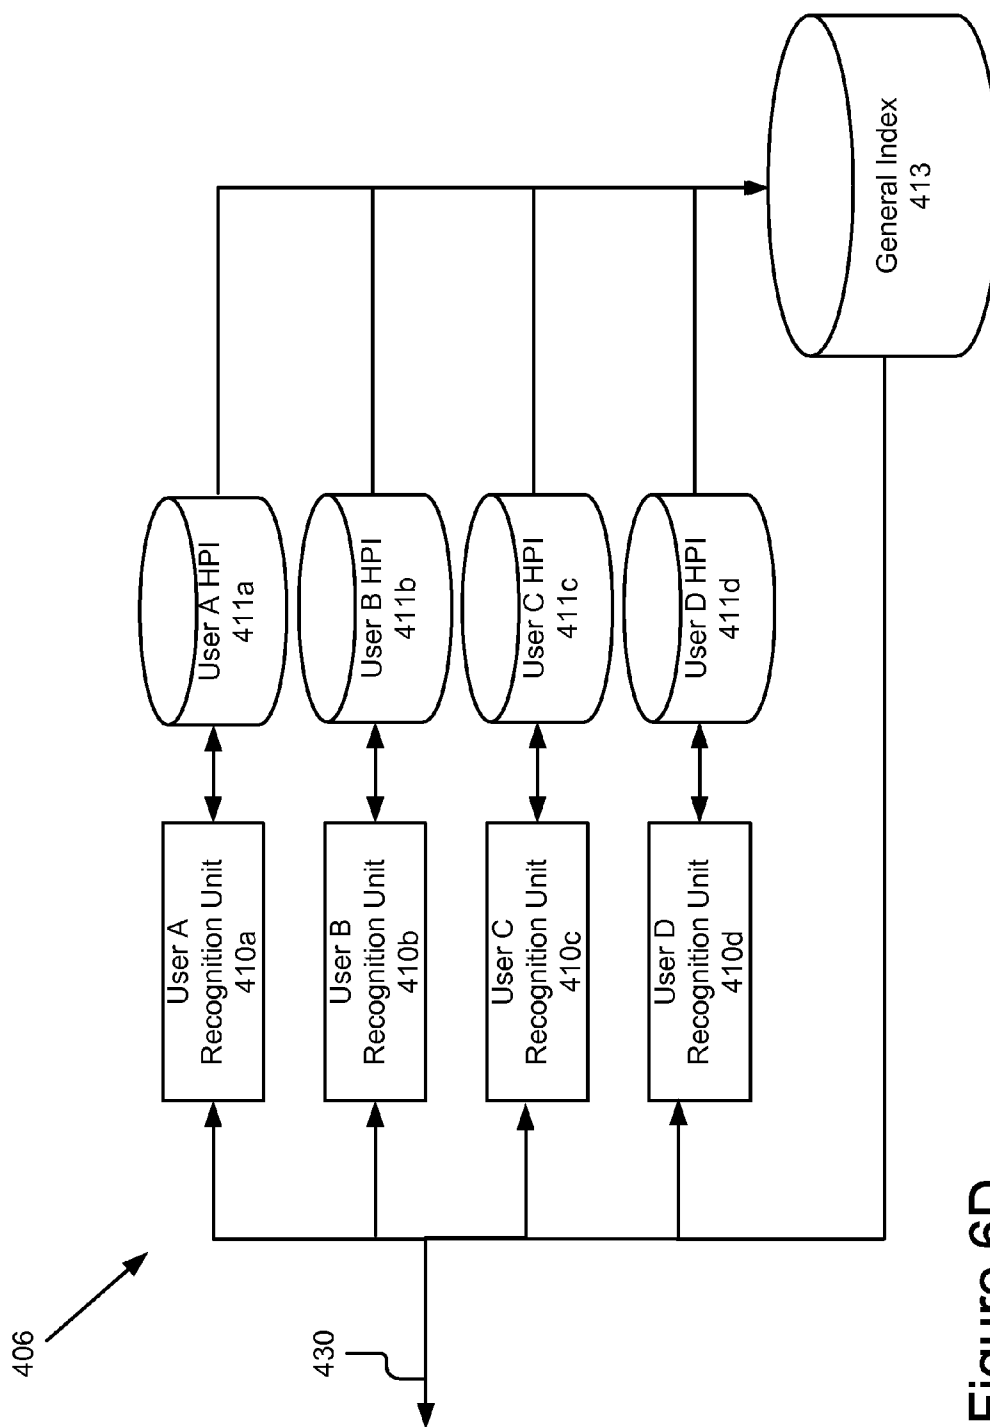 406
430
User A
Recognition Unit
410a
User A HPI
411a
User B
Recognition Unit
410b
User B HPI
411b
User C
Recognition Unit
410c
User C HPI
411c
User D
Recognition Unit
410d
User D HPI
411d
General Index
413
Figure 6D